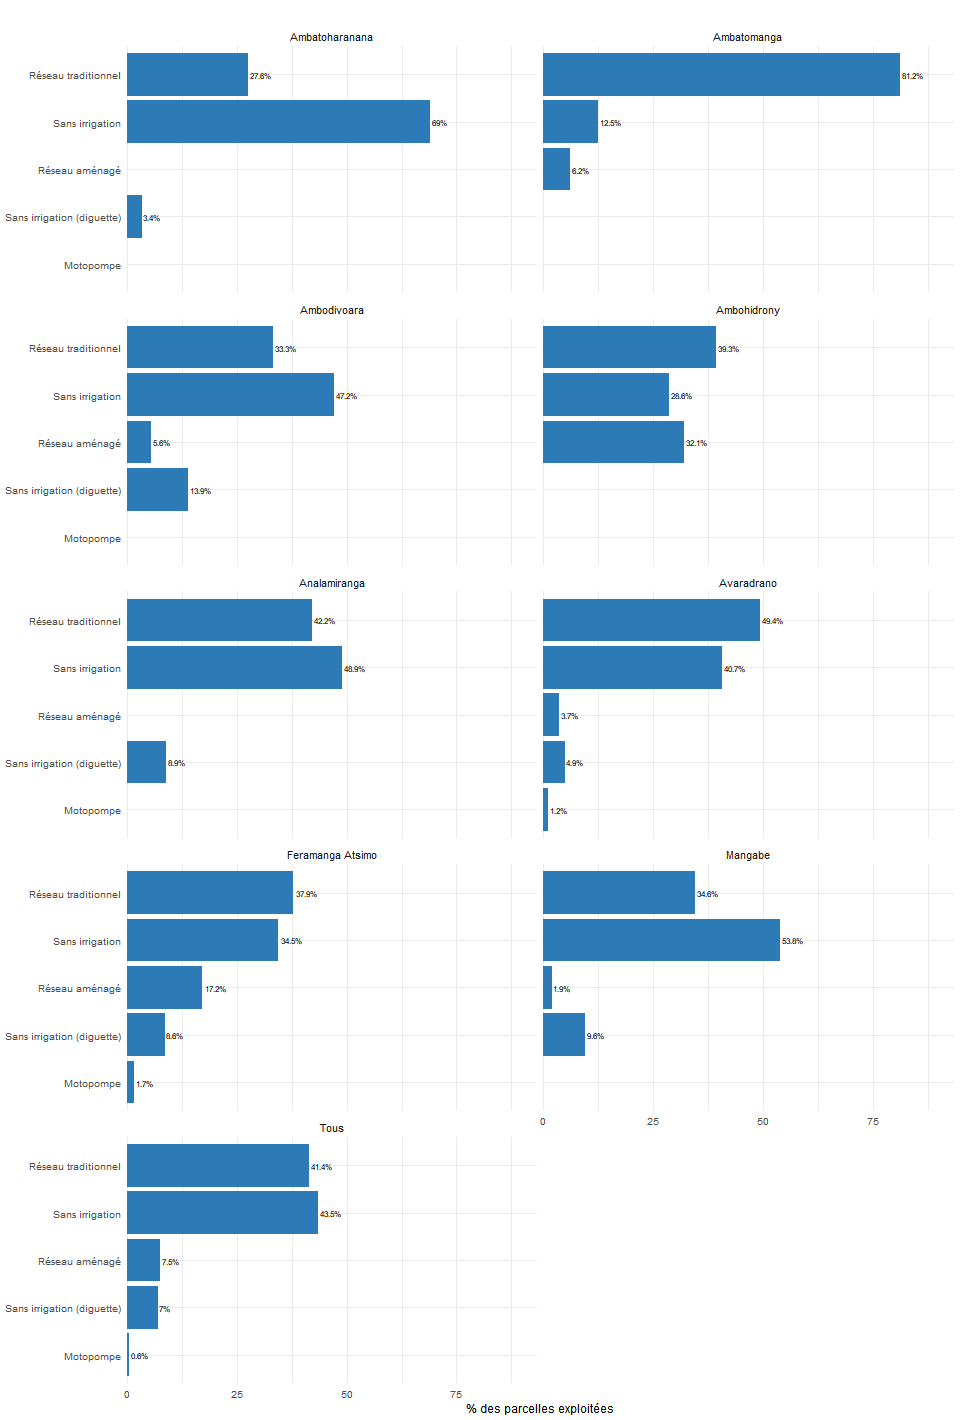 Ambatoharanana
Ambatomanga
Réseau traditionnel 27.6% 81.2%
Sans irrigation 69% 12.5%
Réseau aménagé 6.2%
Sans irrigation (diguette) 3.4%
Motopompe
Ambodivoara
Ambohidrony
Réseau traditionnel 33.3% 39.3%
Sans irrigation 47.2% 28.6%
Réseau aménagé 5.6% 32.1%
Sans irrigation (diguette) 13.9%
Motopompe
Analamiranga
Avaradrano
Réseau traditionnel 42.2% 49.4%
Sans irrigation 48.9% 40.7%
Réseau aménagé 3.7%
Sans irrigation (diguette) 8.9% 4.9%
Motopompe 1.2%
Feramanga Atsimo
Mangabe
Réseau traditionnel 37.9% 34.6%
Sans irrigation 34.5% 53.8%
Réseau aménagé 17.2% 1.9%
Sans irrigation (diguette) 8.6% 9.6%
Motopompe 1.7%
0 25 50 75
Tous
Réseau traditionnel 41.4%
Sans irrigation 43.5%
Réseau aménagé 7.5%
Sans irrigation (diguette) 7%
Motopompe 0.6%
0 25 50 75
% des parcelles exploitées